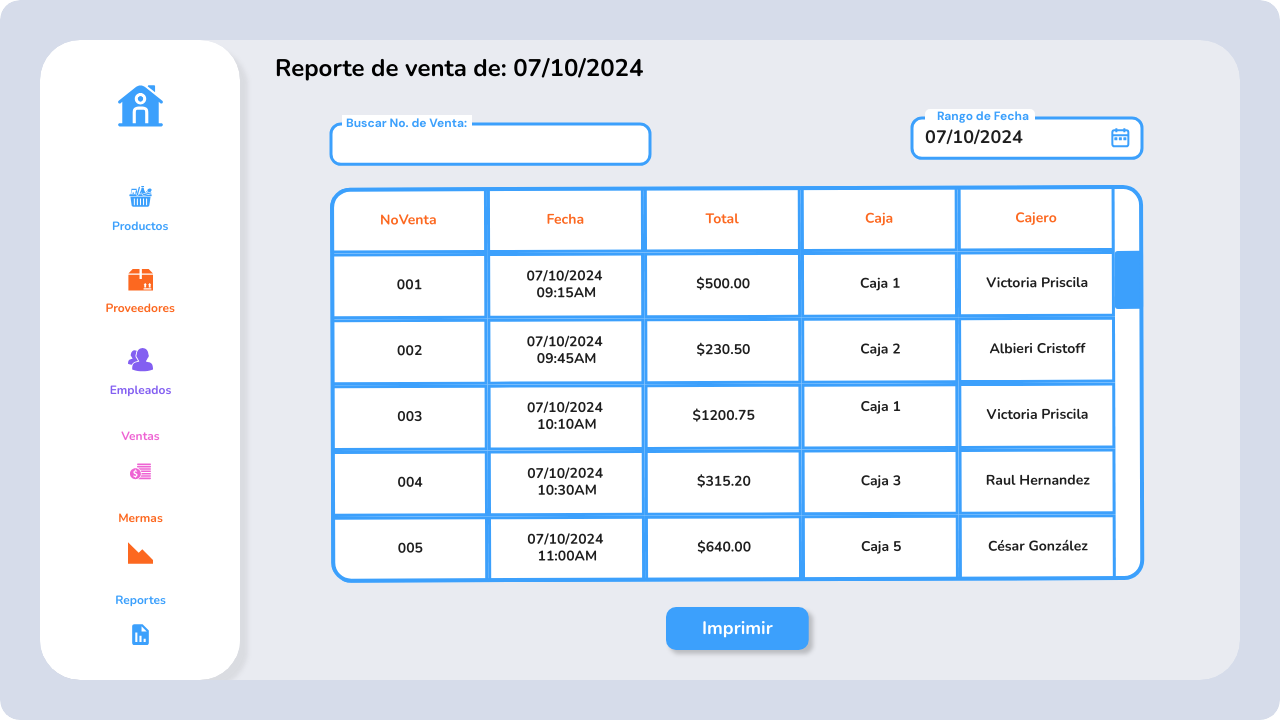 Reporte de venta de: 07/10/2024
Buscar No. de Venta:
Rango de Fecha
07/10/2024
Productos
Proveedores
Empleados
Ventas
Mermas
Reportes
NoVenta Fecha Total Caja Cajero
001 07/10/2024 09:15AM $500.00 Caja 1 Victoria Priscila
002 07/10/2024 09:45AM $230.50 Caja 2 Albieri Cristoff
003 07/10/2024 10:10AM $1200.75 Caja 1 Victoria Priscila
004 07/10/2024 10:30AM $315.20 Caja 3 Raul Hernandez
005 07/10/2024 11:00AM $640.00 Caja 5 César González
Imprimir